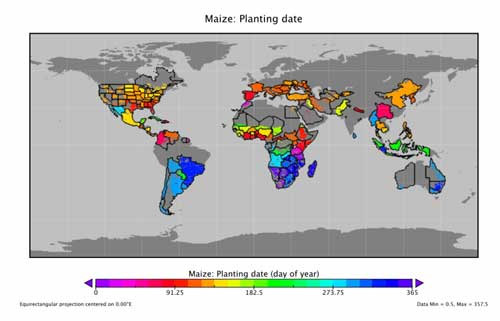 Maize: Planting date
Maize: Planting date (day of year)
0 91.25 182.5 273.75 365
Equirectangular projection centered on 0.00°E
Data Min = 0.5, Max = 357.5